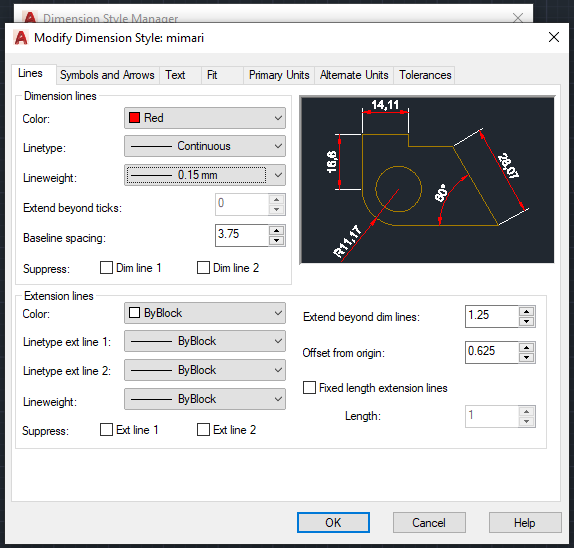 Dimension Style Manager
Modify Dimension Style: mimari
Lines Symbols and Arrows Text Fit Primary Units Alternate Units Tolerances
Dimension lines
Color: Red
Linetype: Continuous
Lineweight: 0.15 mm
Extend beyond ticks: 0
Baseline spacing: 3.75
Suppress: Dim line 1 Dim line 2
14,11
16,6
28,07
60°
R11,17
Extension lines
Color: ByBlock
Linetype ext line 1: ByBlock
Linetype ext line 2: ByBlock
Lineweight: ByBlock
Suppress: Ext line 1 Ext line 2
Extend beyond dim lines: 1.25
Offset from origin: 0.625
Fixed length extension lines
Length: 1
OK Cancel Help